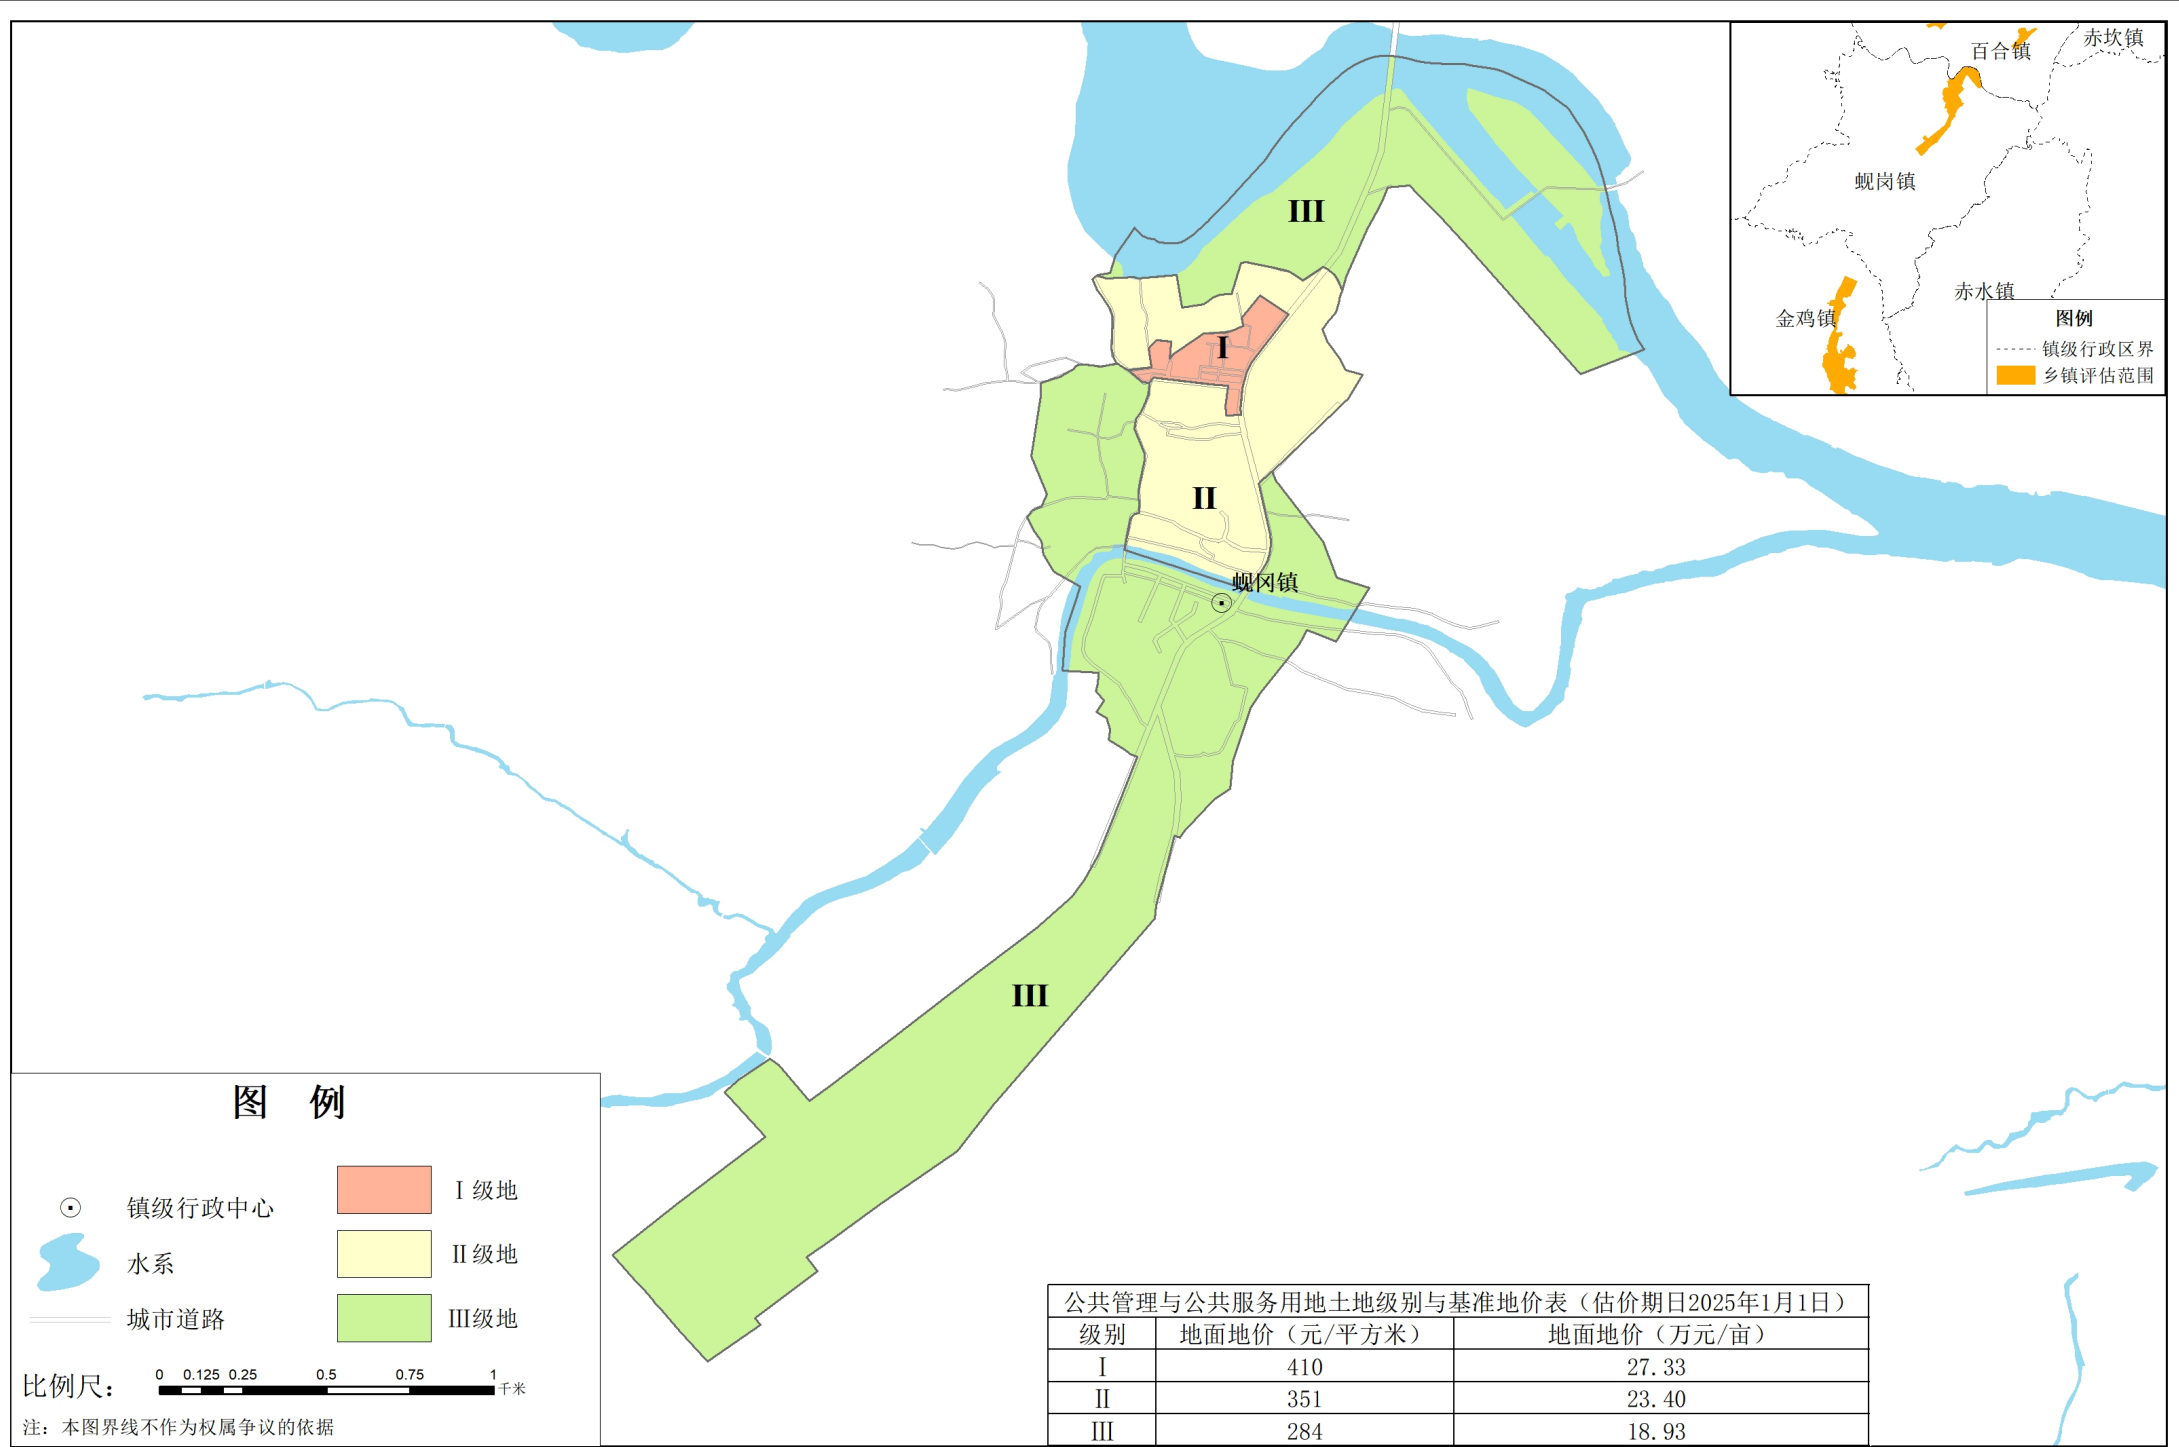 百合镇
赤坎镇
蚬岗镇
赤水镇
金鸡镇
图例
镇级行政区界
乡镇评估范围
III
I
II
蚬冈镇
III
图 例
镇级行政中心
水系
城市道路
I级地
II级地
III级地
比例尺：
0 0.125 0.25 0.5 0.75 1
千米
注：本图界线不作为权属争议的依据
公共管理与公共服务用地土地级别与基准地价表（估价期日2025年1月1日）
级别 地面地价（元/平方米） 地面地价（万元/亩）
I 410 27.33
II 351 23.40
III 284 18.93